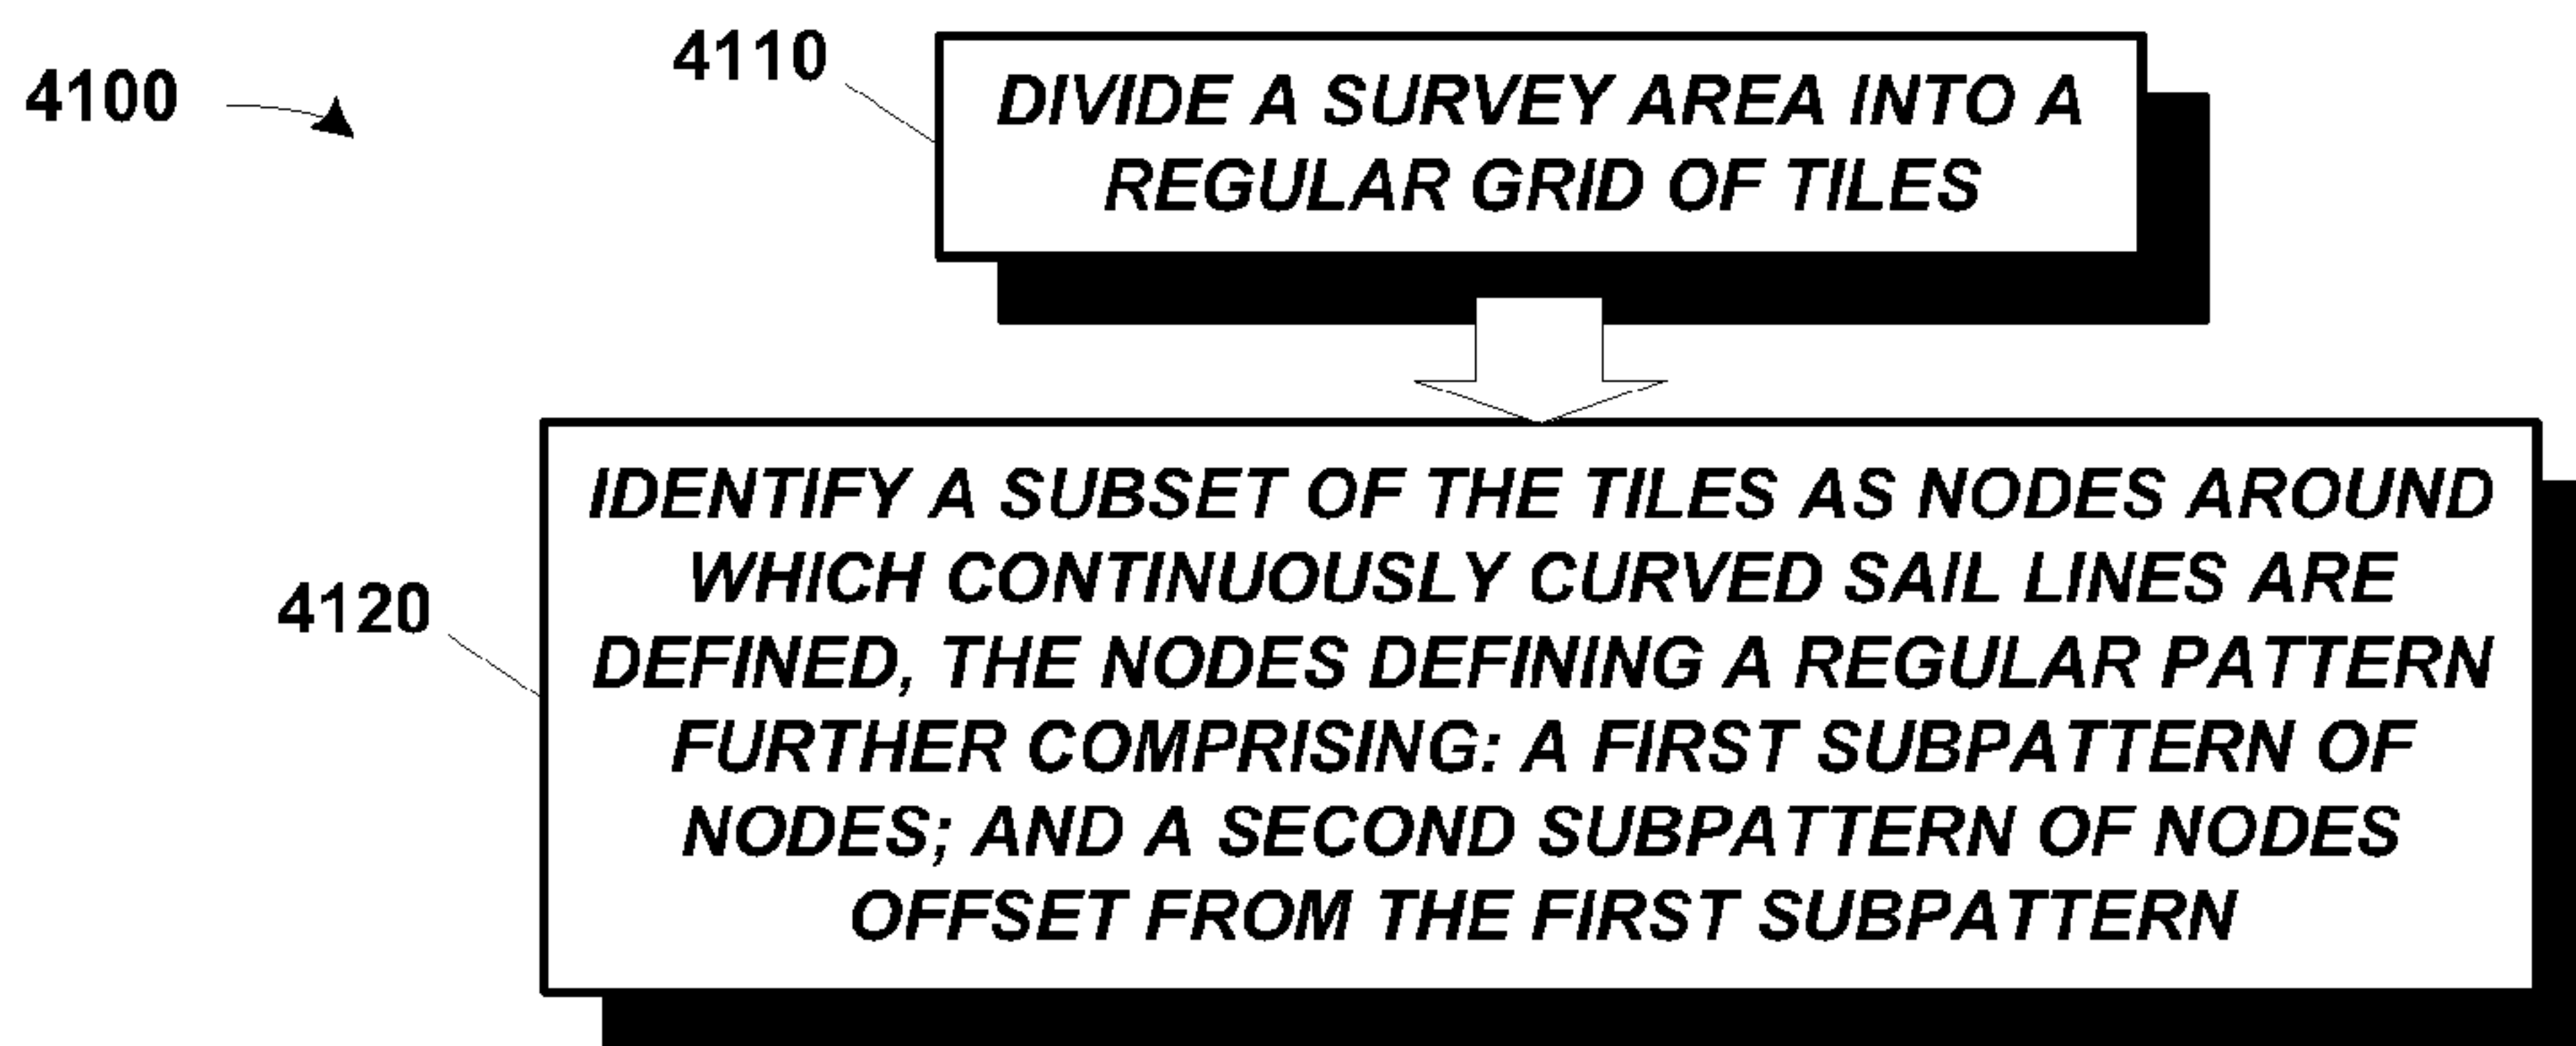 4100
4110
DIVIDE A SURVEY AREA INTO A
REGULAR GRID OF TILES
4120
IDENTIFY A SUBSET OF THE TILES AS NODES AROUND
WHICH CONTINUOUSLY CURVED SAIL LINES ARE
DEFINED, THE NODES DEFINING A REGULAR PATTERN
FURTHER COMPRISING: A FIRST SUBPATTERN OF
NODES; AND A SECOND SUBPATTERN OF NODES
OFFSET FROM THE FIRST SUBPATTERN